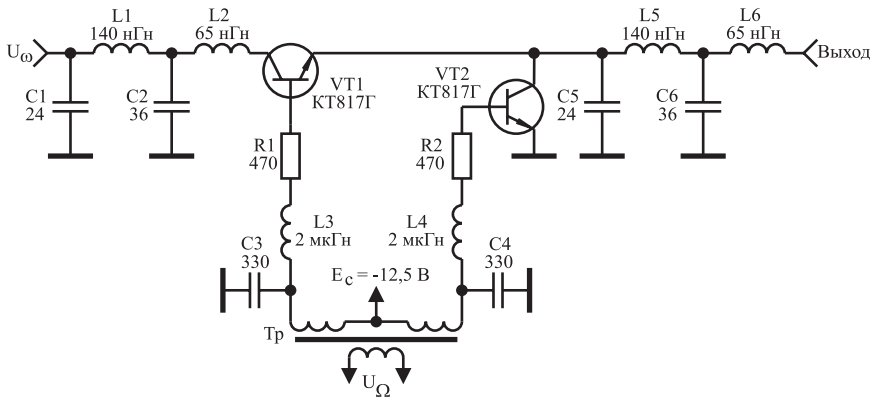 L1
140 нГн
L2
65 нГн
L5
140 нГн
L6
65 нГн
Uω
Выход
VT1
КТ817Г
VT2
КТ817Г
C1
24
C2
36
C5
24
C6
36
R1
470
R2
470
L3
2 мкГн
L4
2 мкГн
C3
330
C4
330
Eс = -12,5 В
Тр
UΩ